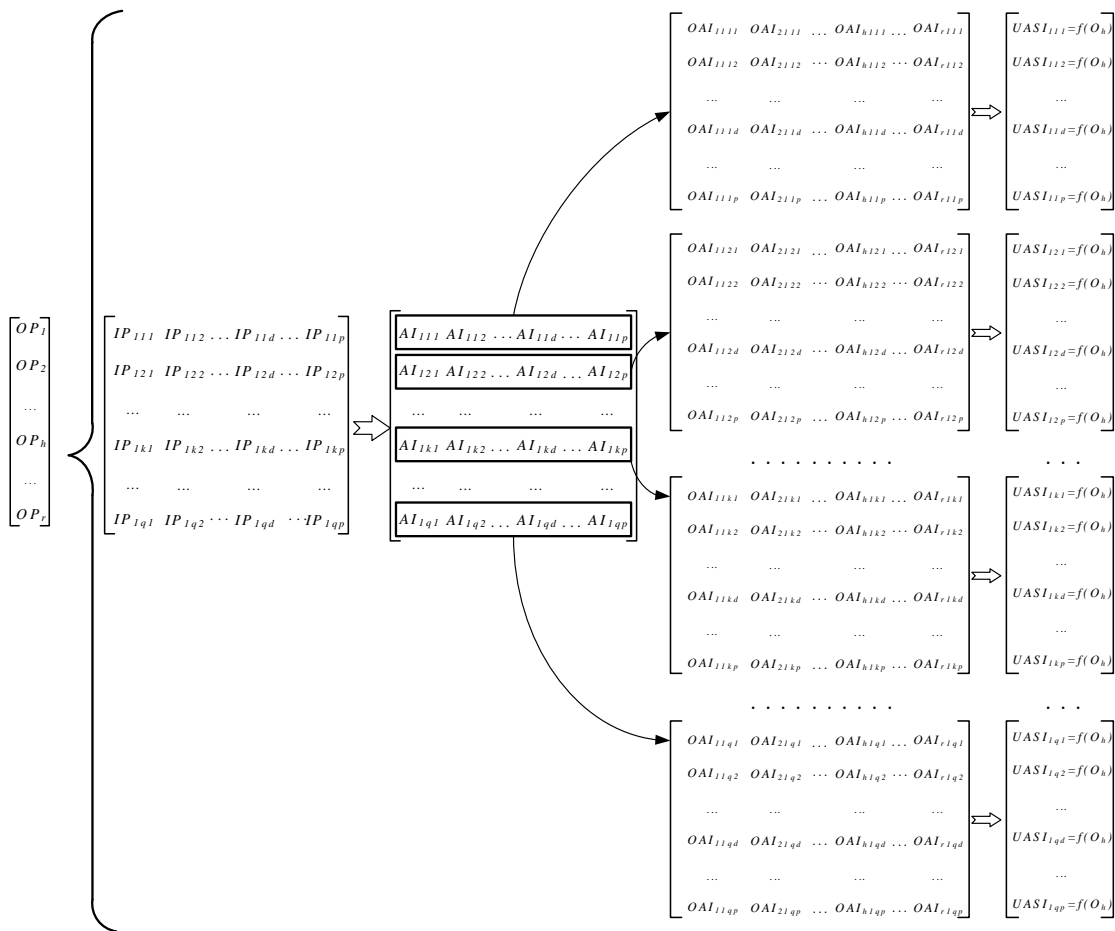 OP1
OP2
...
OPh
...
OPr
IP111 IP112 ... IP11d ... IP11p
IP121 IP122 ... IP12d ... IP12p
... ... ... ...
IP1k1 IP1k2 ... IP1kd ... IP1kp
... ... ... ...
IP1q1 IP1q2 ... IP1qd ... IP1qp
AI111 AI112 ... AI11d ... AI11p
AI121 AI122 ... AI12d ... AI12p
... ... ... ...
AI1k1 AI1k2 ... AI1kd ... AI1kp
... ... ... ...
AI1q1 AI1q2 ... AI1qd ... AI1qp
OAI1111 OAI2111 ... OAIh111 ... OAIr111
OAI1112 OAI2112 ... OAIh112 ... OAIr112
... ... ... ...
OAI111d OAI211d ... OAIh11d ... OAIr11d
... ... ... ...
OAI111p OAI211p ... OAIh11p ... OAIr11p
UASI111=f(Oh)
UASI112=f(Oh)
...
UASI11d=f(Oh)
...
UASI11p=f(Oh)
OAI1121 OAI2121 ... OAIh121 ... OAIr121
OAI1122 OAI2122 ... OAIh122 ... OAIr122
... ... ... ...
OAI112d OAI212d ... OAIh12d ... OAIr12d
... ... ... ...
OAI112p OAI212p ... OAIh12p ... OAIr12p
UASI121=f(Oh)
UASI122=f(Oh)
...
UASI12d=f(Oh)
...
UASI12p=f(Oh)
. . . . . . . . . . . . .
OAI11k1 OAI21k1 ... OAIh1k1 ... OAIr1k1
OAI11k2 OAI21k2 ... OAIh1k2 ... OAIr1k2
... ... ... ...
OAI11kd OAI21kd ... OAIh1kd ... OAIr1kd
... ... ... ...
OAI11kp OAI21kp ... OAIh1kp ... OAIr1kp
UASI1k1=f(Oh)
UASI1k2=f(Oh)
...
UASI1kd=f(Oh)
...
UASI1kp=f(Oh)
. . . . . . . . . . . . .
OAI11q1 OAI21q1 ... OAIh1q1 ... OAIr1q1
OAI11q2 OAI21q2 ... OAIh1q2 ... OAIr1q2
... ... ... ...
OAI11qd OAI21qd ... OAIh1qd ... OAIr1qd
... ... ... ...
OAI11qp OAI21qp ... OAIh1qp ... OAIr1qp
UASI1q1=f(Oh)
UASI1q2=f(Oh)
...
UASI1qd=f(Oh)
...
UASI1qp=f(Oh)